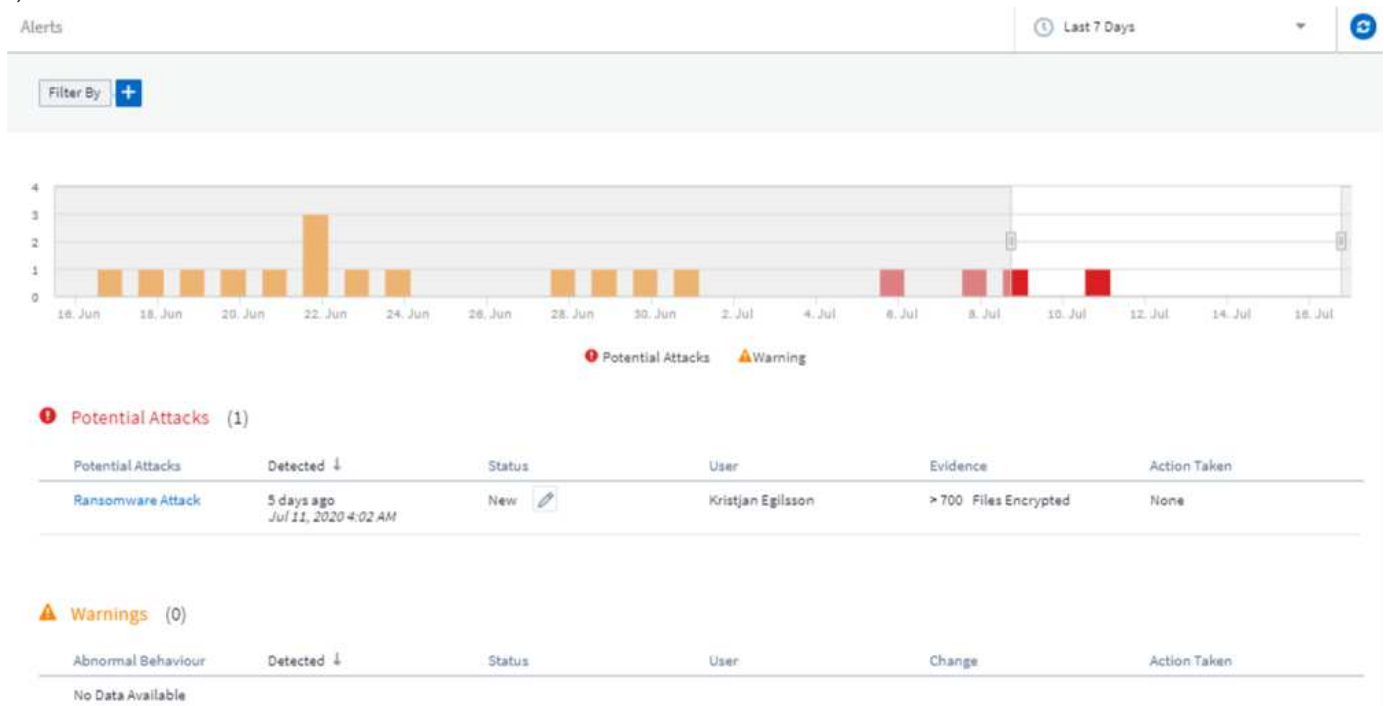 Alerts
Last 7 Days
Filter By +
4
3
2
1
0
16. Jun 18. Jun 20. Jun 22. Jun 24. Jun 26. Jun 28. Jun 30. Jun 2. Jul 4. Jul 6. Jul 8. Jul 10. Jul 12. Jul 14. Jul 16. Jul
Potential Attacks Warning
Potential Attacks (1)
Potential Attacks Detected ↓ Status User Evidence Action Taken
Ransomware Attack 5 days ago New Kristjan Egilsson > 700 Files Encrypted None
Jul 11, 2020 4:02 AM
Warnings (0)
Abnormal Behaviour Detected ↓ Status User Change Action Taken
No Data Available